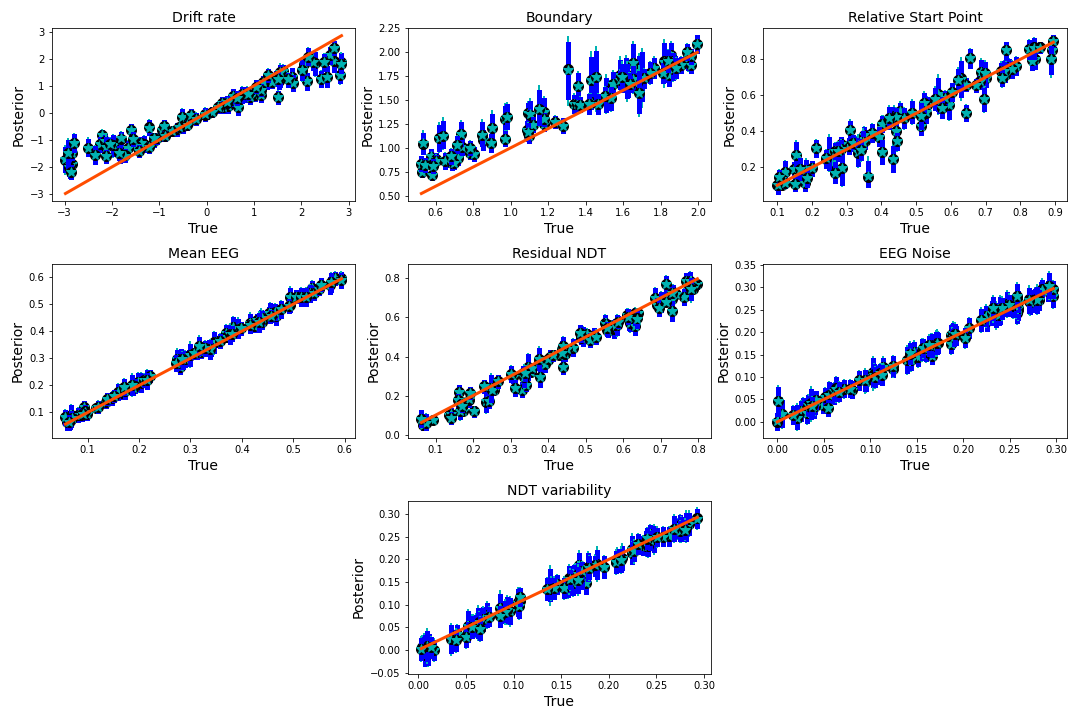 Drift rate
Boundary
Relative Start Point
Posterior
3
2
1
0
−1
−2
−3
−3 −2 −1 0 1 2 3
True
Posterior
2.25
2.00
1.75
1.50
1.25
1.00
0.75
0.50
0.6 0.8 1.0 1.2 1.4 1.6 1.8 2.0
True
Posterior
0.8
0.6
0.4
0.2
0.1 0.2 0.3 0.4 0.5 0.6 0.7 0.8 0.9
True
Mean EEG
Residual NDT
EEG Noise
Posterior
0.6
0.5
0.4
0.3
0.2
0.1
0.1 0.2 0.3 0.4 0.5 0.6
True
Posterior
0.8
0.6
0.4
0.2
0.0
0.1 0.2 0.3 0.4 0.5 0.6 0.7 0.8
True
Posterior
0.35
0.30
0.25
0.20
0.15
0.10
0.05
0.00
0.00 0.05 0.10 0.15 0.20 0.25 0.30
True
NDT variability
Posterior
0.30
0.25
0.20
0.15
0.10
0.05
0.00
−0.05
0.00 0.05 0.10 0.15 0.20 0.25 0.30
True